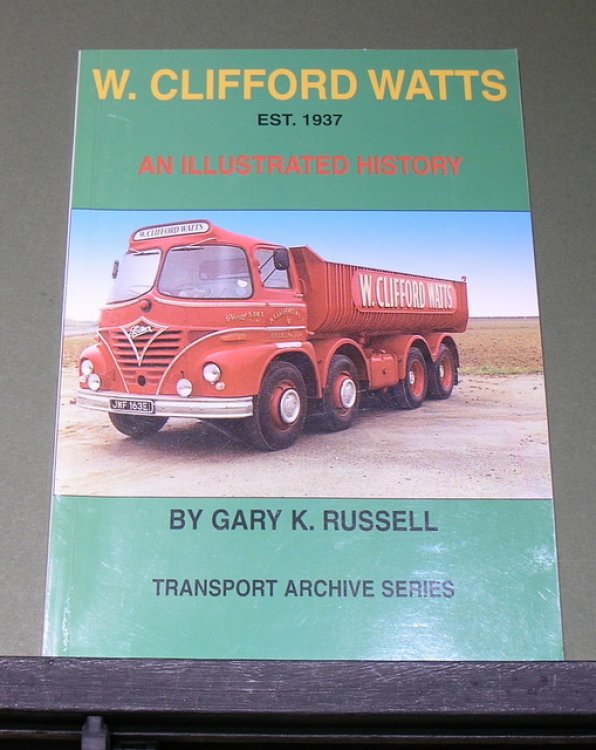 W. CLIFFORD WATTS
EST. 1937
AN ILLUSTRATED HISTORY
W. CLIFFORD WATTS
W. CLIFFORD WATTS
Foden
JWF 163E
BY GARY K. RUSSELL
TRANSPORT ARCHIVE SERIES